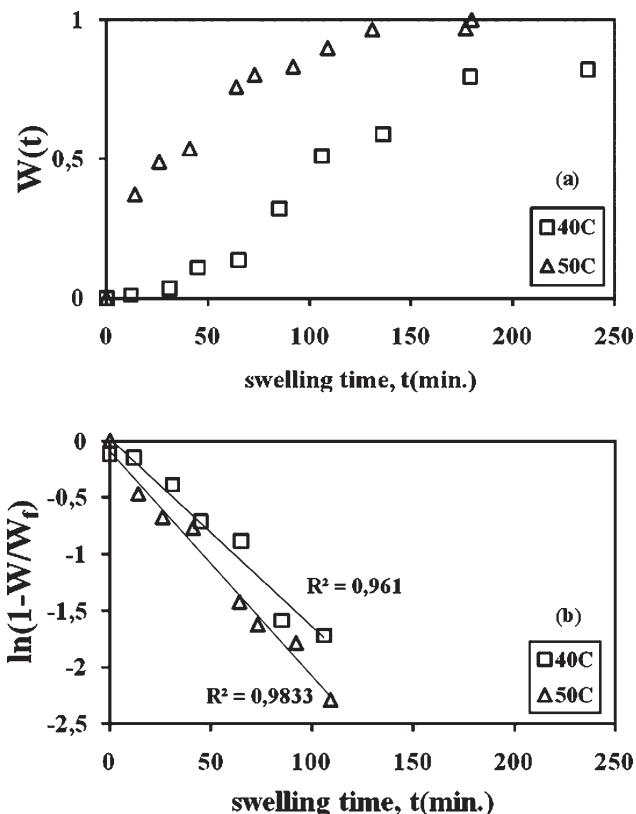 1
0,5
0
W(t)
(a)
40C
50C
0
50
100
150
200
250
swelling time, t(min.)
0
-0,5
-1
-1,5
-2
-2,5
ln(1-W/Wf)
R² = 0,961
R² = 0,9833
(b)
40C
50C
0
50
100
150
200
250
swelling time, t(min.)